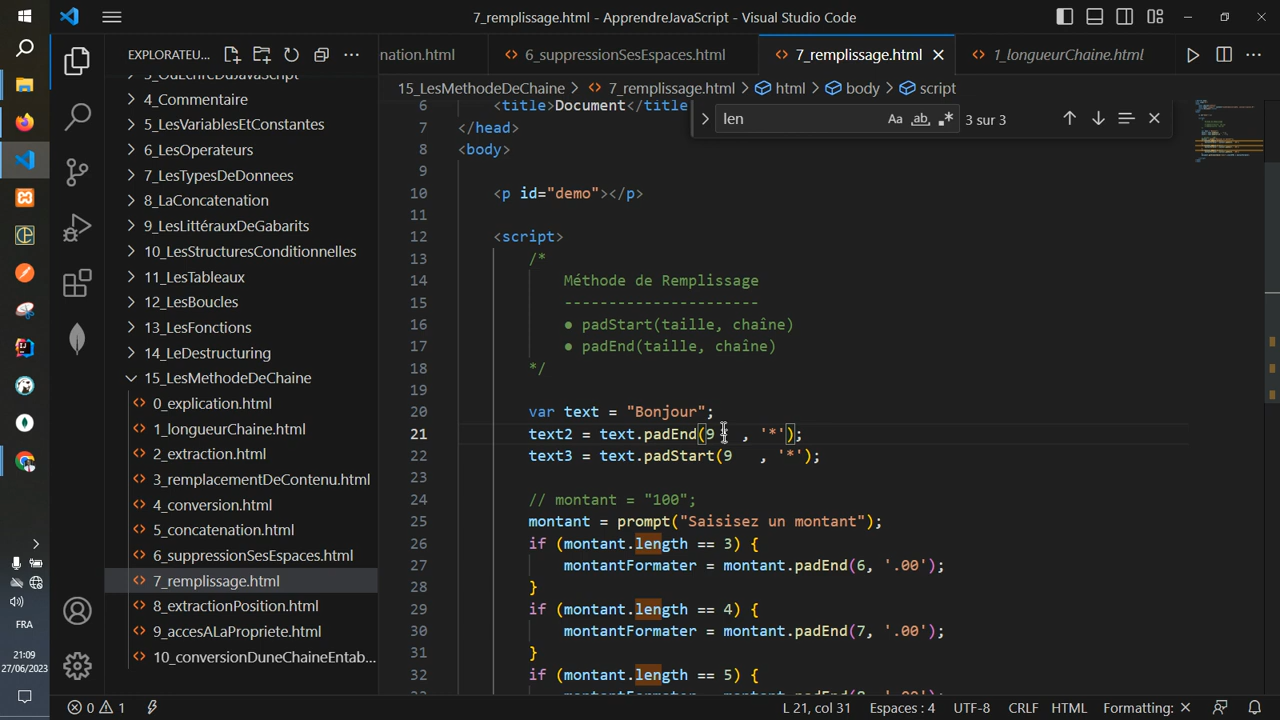 7_remplissage.html - ApprendreJavaScript - Visual Studio Code
EXPLORATEU...
4_Commentaire
5_LesVariablesEtConstantes
6_LesOperateurs
7_LesTypesDeDonnees
8_LaConcatenation
9_LesLittérauxDeGabarits
10_LesStructuresConditionnelles
11_LesTableaux
12_LesBoucles
13_LesFonctions
14_LeDestructuring
15_LesMethodeDeChaine
0_explication.html
1_longueurChaine.html
2_extraction.html
3_remplacementDeContenu.html
4_conversion.html
5_concatenation.html
6_suppressionSesEspaces.html
7_remplissage.html
8_extractionPosition.html
9_accesALaPropriete.html
10_conversionDuneChaineEntab...
nation.html
6_suppressionSesEspaces.html
7_remplissage.html
1_longueurChaine.html
15_LesMethodeDeChaine > 7_remplissage.html > html > body > script
len
Aa
ab
3 sur 3
6 <title>Document</title
7 </head>
8 <body>
9
10 <p id="demo"></p>
11
12 <script>
13 /*
14 Méthode de Remplissage
15 ----------------------
16 ● padStart(taille, chaîne)
17 ● padEnd(taille, chaine)
18 */
19
20 var text = "Bonjour";
21 text2 = text.padEnd(9   , '*');
22 text3 = text.padStart(9   , '*');
23
24 // montant = "100";
25 montant = prompt("Saisisez un montant");
26 if (montant.length == 3) {
27 montantFormater = montant.padEnd(6, '.00');
28 }
29 if (montant.length == 4) {
30 montantFormater = montant.padEnd(7, '.00');
31 }
32 if (montant.length == 5) {
FRA
21:09
27/06/2023
0 1
L 21, col 31
Espaces : 4
UTF-8
CRLF
HTML
Formatting: